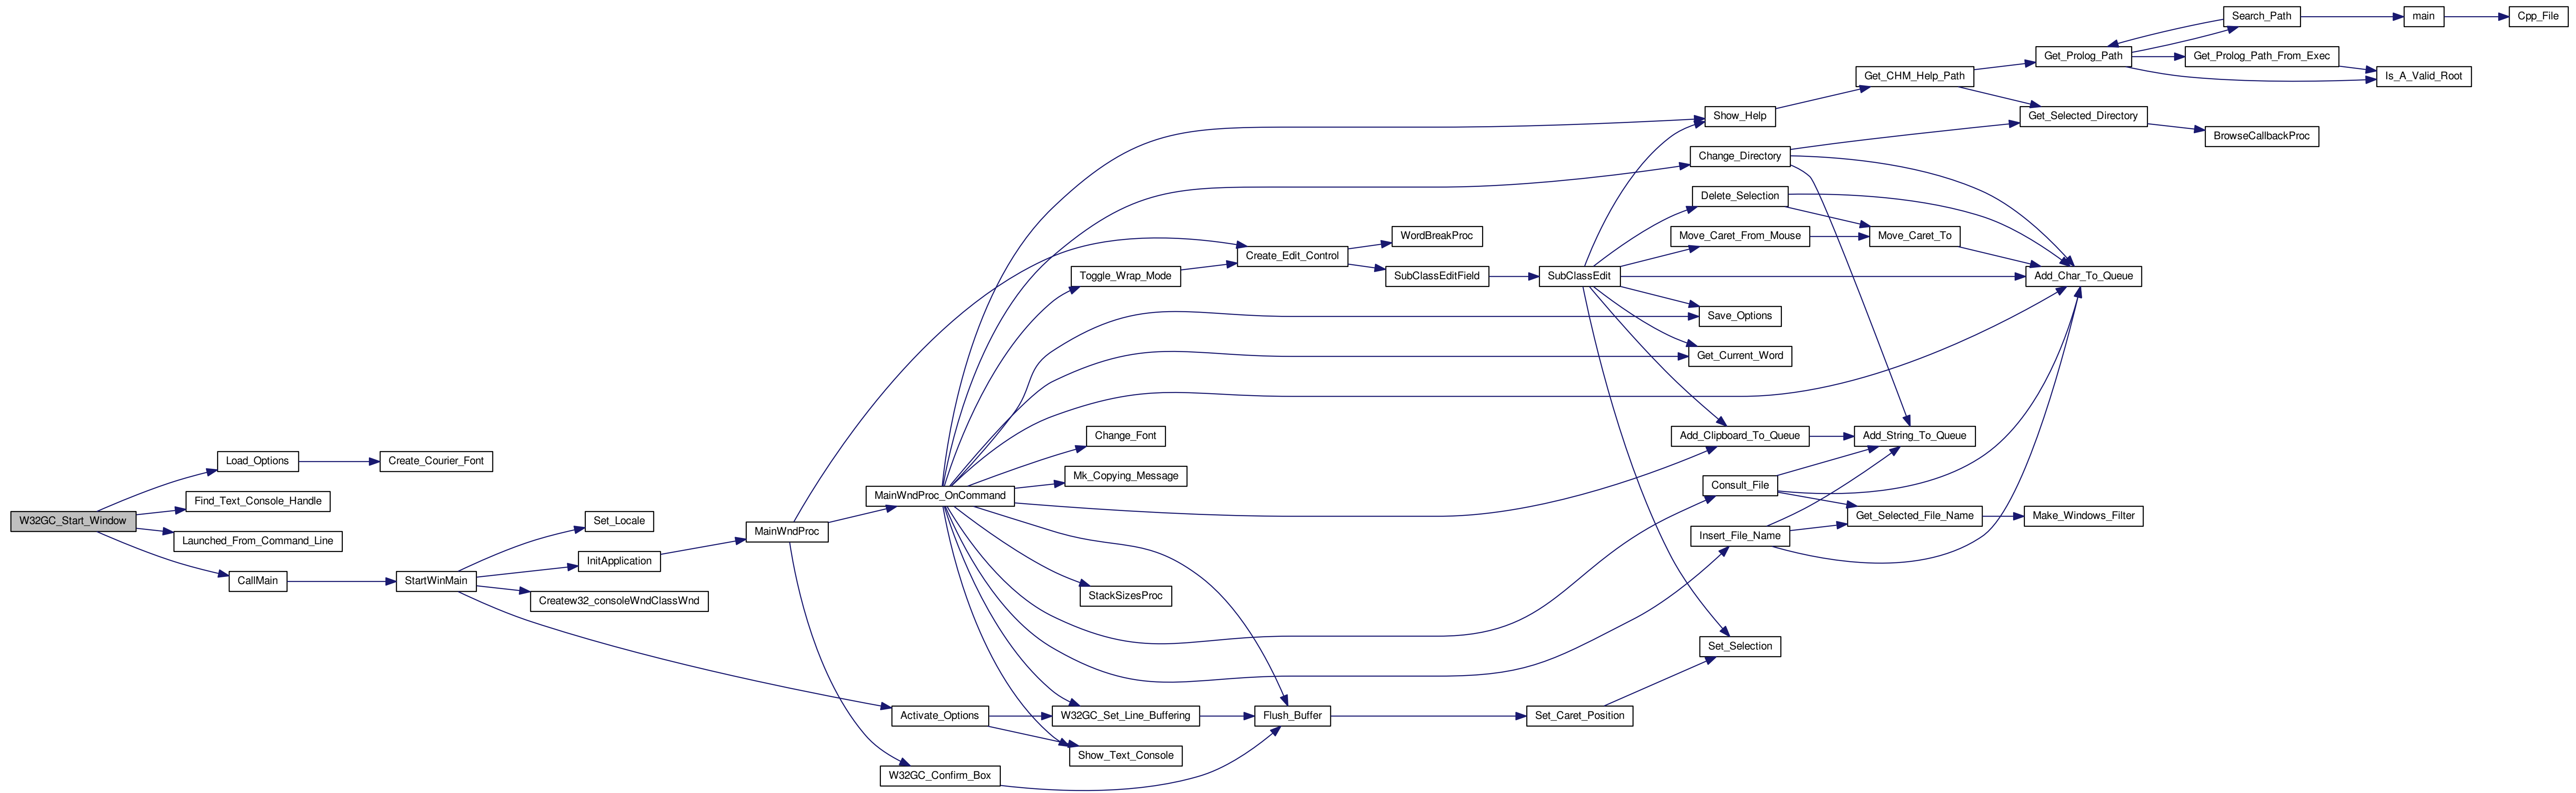 Search_Path
main
Cpp_File
Get_Prolog_Path
Get_Prolog_Path_From_Exec
Get_CHM_Help_Path
Is_A_Valid_Root
Show_Help
Get_Selected_Directory
BrowseCallbackProc
Change_Directory
Delete_Selection
WordBreakProc
Move_Caret_From_Mouse
Move_Caret_To
Create_Edit_Control
Toggle_Wrap_Mode
SubClassEditField
SubClassEdit
Add_Char_To_Queue
Save_Options
Get_Current_Word
Change_Font
Add_Clipboard_To_Queue
Add_String_To_Queue
Load_Options
Create_Courier_Font
Mk_Copying_Message
Consult_File
Find_Text_Console_Handle
MainWndProc_OnCommand
W32GC_Start_Window
Set_Locale
Get_Selected_File_Name
Make_Windows_Filter
MainWndProc
Insert_File_Name
Launched_From_Command_Line
InitApplication
CallMain
StartWinMain
Createw32_consoleWndClassWnd
StackSizesProc
Set_Selection
Activate_Options
W32GC_Set_Line_Buffering
Flush_Buffer
Set_Caret_Position
Show_Text_Console
W32GC_Confirm_Box